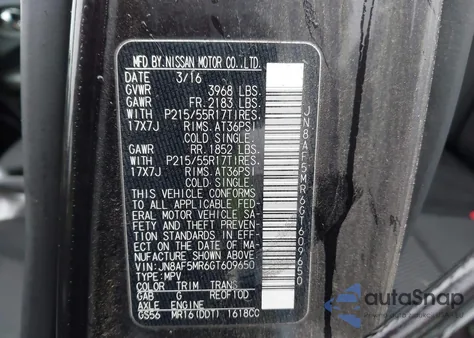 MFD.BY.NISSAN MOTOR CO.,LTD.
DATE 3/16
GVWR 3968 LBS.
GAWR FR. 2183 LBS.
WITH P215/55R17TIRES.
17X7J RIMS.AT36PSI
COLD SINGLE.
GAWR RR. 1852 LBS.
WITH P215/55R17TIRES.
17X7J RIMS.AT36PSI
COLD SINGLE.
THIS VEHICLE CONFORMS
TO ALL APPLICABLE FED-
ERAL MOTOR VEHICLE SA-
FETY AND THEFT PREVEN-
TION STANDARDS IN
EFFECT ON THE DATE OF
MANUFACTURE SHOWN ABOVE
VIN: JN8AF5MR6GT609650
TYPE: MPV
COLOR TRIM TRANS
GAB G RE0F10D
AXLE ENGINE
GS56 MR16(DDT) 1618CC
JN8AF5MR6GT609650
autoSnap